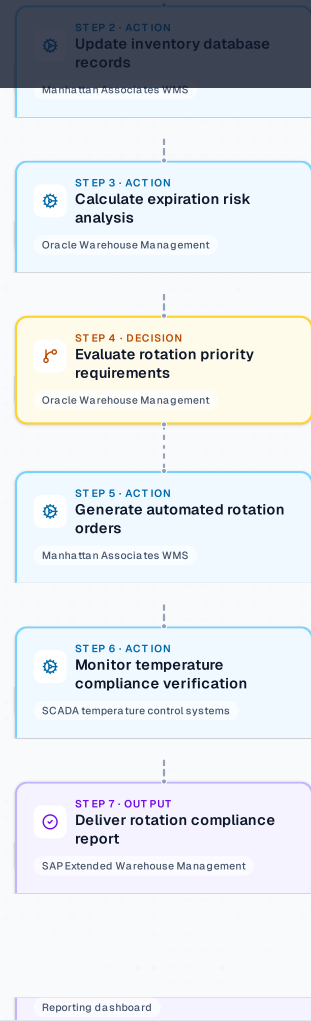 STEP 2 · ACTION
Update inventory database
records
Manhattan Associates WMS
STEP 3 · ACTION
Calculate expiration risk
analysis
Oracle Warehouse Management
STEP 4 · DECISION
Evaluate rotation priority
requirements
Oracle Warehouse Management
STEP 5 · ACTION
Generate automated rotation
orders
Manhattan Associates WMS
STEP 6 · ACTION
Monitor temperature
compliance verification
SCADA temperature control systems
STEP 7 · OUTPUT
Deliver rotation compliance
report
SAP Extended Warehouse Management
Reporting dashboard